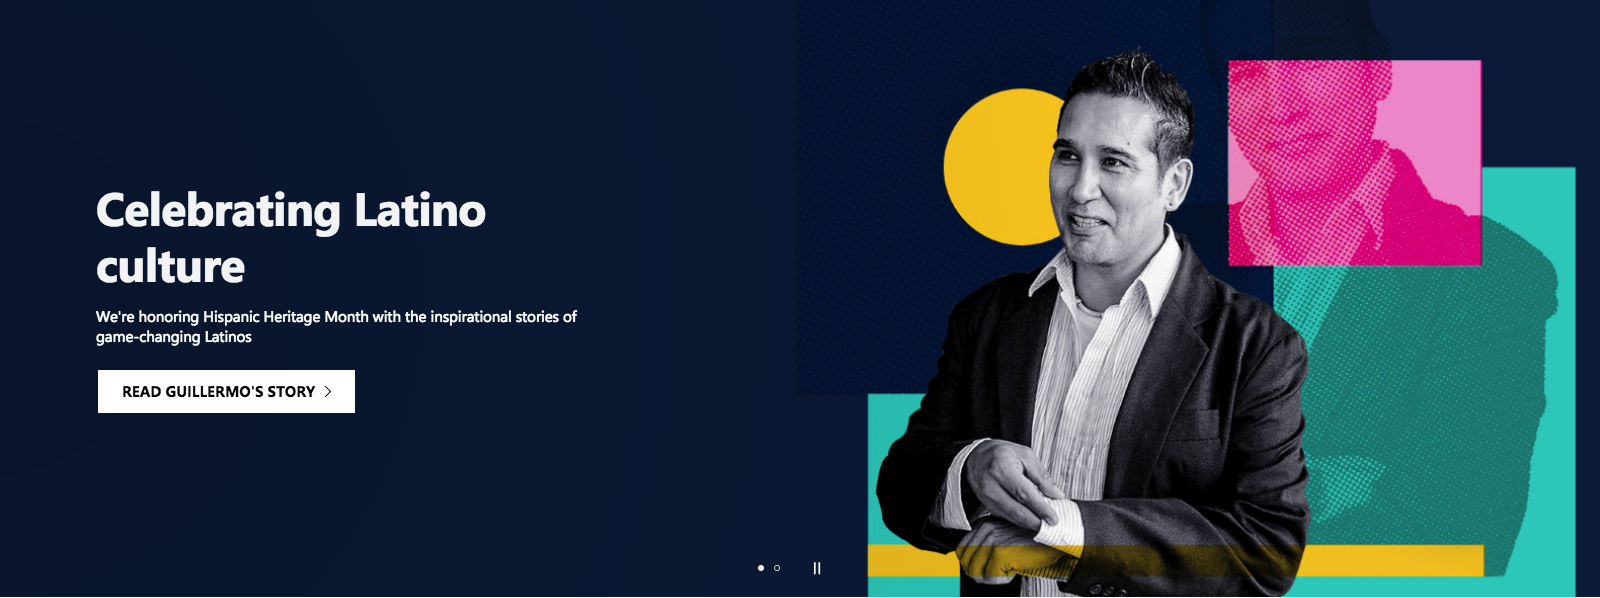 Celebrating Latino
culture
We're honoring Hispanic Heritage Month with the inspirational stories of
game-changing Latinos
READ GUILLERMO'S STORY